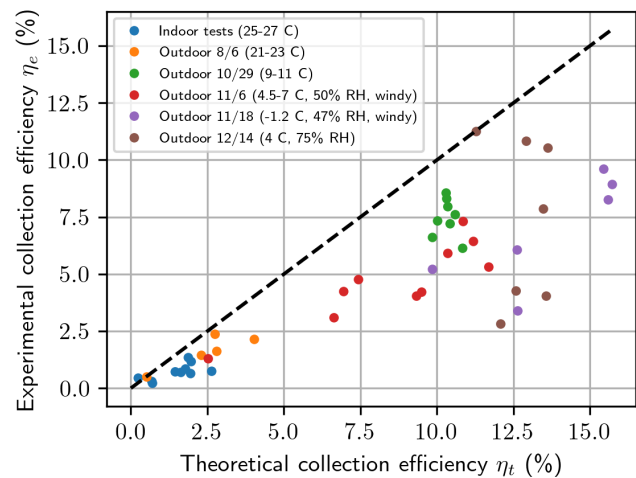 Experimental collection efficiency ηe (%)
15.0
12.5
10.0
7.5
5.0
2.5
0.0
Indoor tests (25-27 C)
Outdoor 8/6 (21-23 C)
Outdoor 10/29 (9-11 C)
Outdoor 11/6 (4.5-7 C, 50% RH, windy)
Outdoor 11/18 (-1.2 C, 47% RH, windy)
Outdoor 12/14 (4 C, 75% RH)
0.0 2.5 5.0 7.5 10.0 12.5 15.0
Theoretical collection efficiency ηt (%)